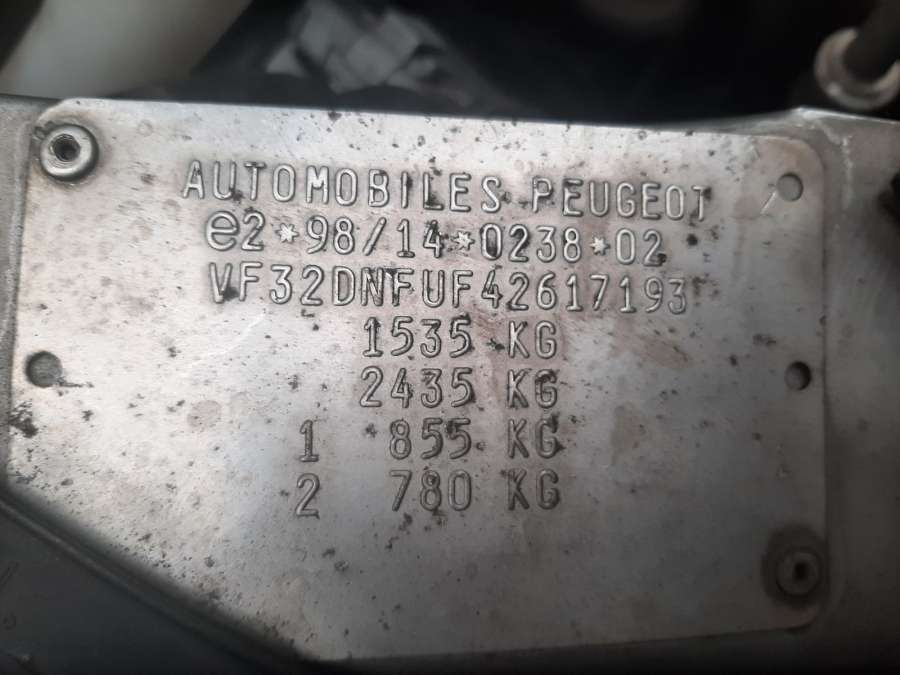 AUTOMOBILES PEUGEOT
e2*98/14*0238*02
VF32DNFUF42617193
1535 KG
2435 KG
1 855 KG
2 780 KG